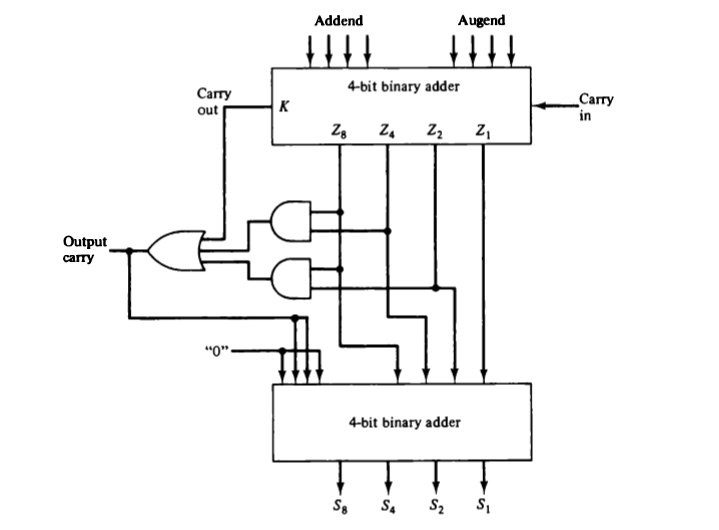 Addend Augend
4-bit binary adder
Carry
out
K
Carry
in
Z8 Z4 Z2 Z1
Output
carry
"0"
4-bit binary adder
S8 S4 S2 S1